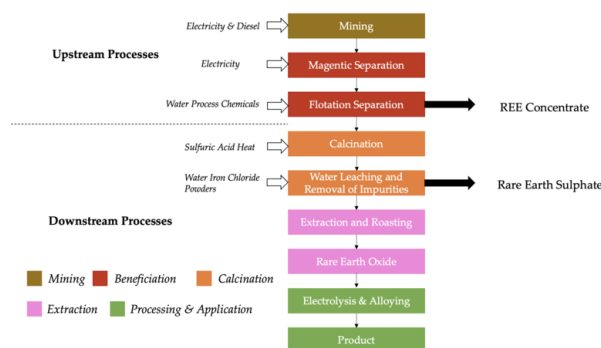 Electricity & Diesel
Mining
Upstream Processes
Electricity
Magentic Separation
Water Process Chemicals
Flotation Separation
REE Concentrate
Sulfuric Acid Heat
Calcination
Water Iron Chloride
Powders
Water Leaching and
Removal of Impurities
Rare Earth Sulphate
Downstream Processes
Extraction and Roasting
Rare Earth Oxide
Mining
Beneficiation
Calcination
Extraction
Processing & Application
Electrolysis & Alloying
Product